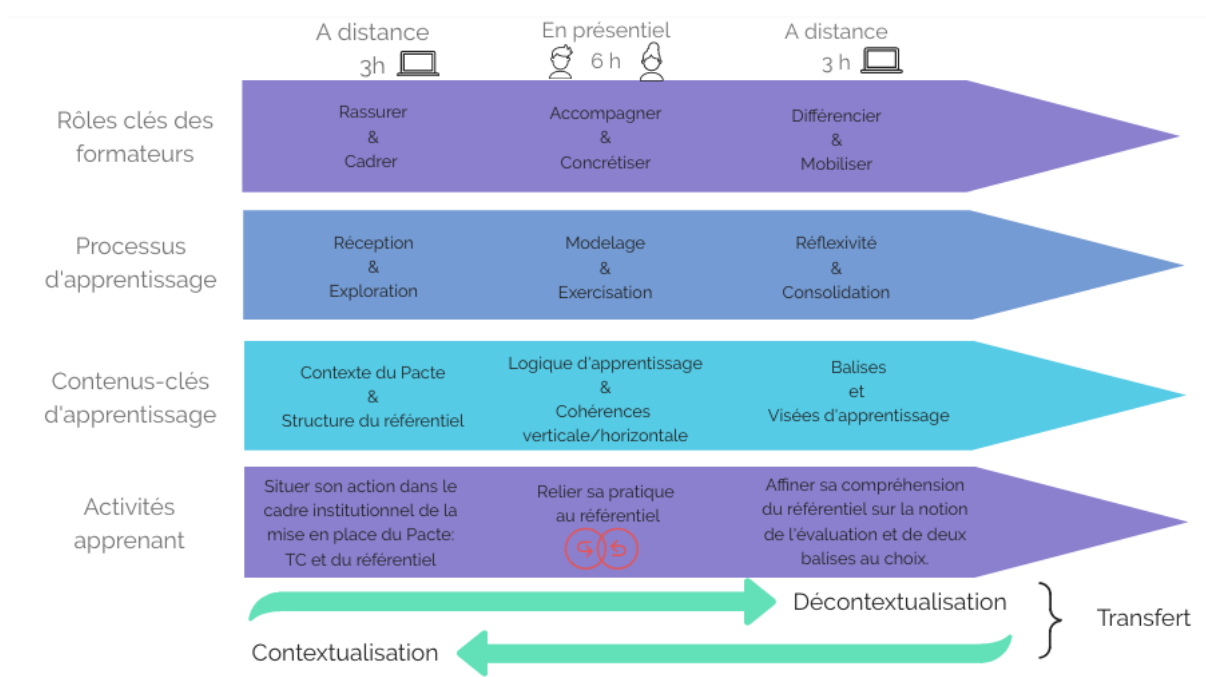 A distance
3h
En présentiel
6 h
A distance
3 h
Rôles clés des
formateurs
Rassurer
&
Cadrer
Accompagner
&
Concrétiser
Différencier
&
Mobiliser
Processus
d'apprentissage
Réception
&
Exploration
Modelage
&
Exercisation
Réflexivité
&
Consolidation
Contenus-clés
d'apprentissage
Contexte du Pacte
&
Structure du référentiel
Logique d'apprentissage
&
Cohérences
verticale/horizontale
Balises
et
Visées d'apprentissage
Activités
apprenant
Situer son action dans le
cadre institutionnel de la
mise en place du Pacte:
TC et du référentiel
Relier sa pratique
au référentiel
Affiner sa compréhension
du référentiel sur la notion
de l'évaluation et de deux
balises au choix.
Décontextualisation
Contextualisation
Transfert